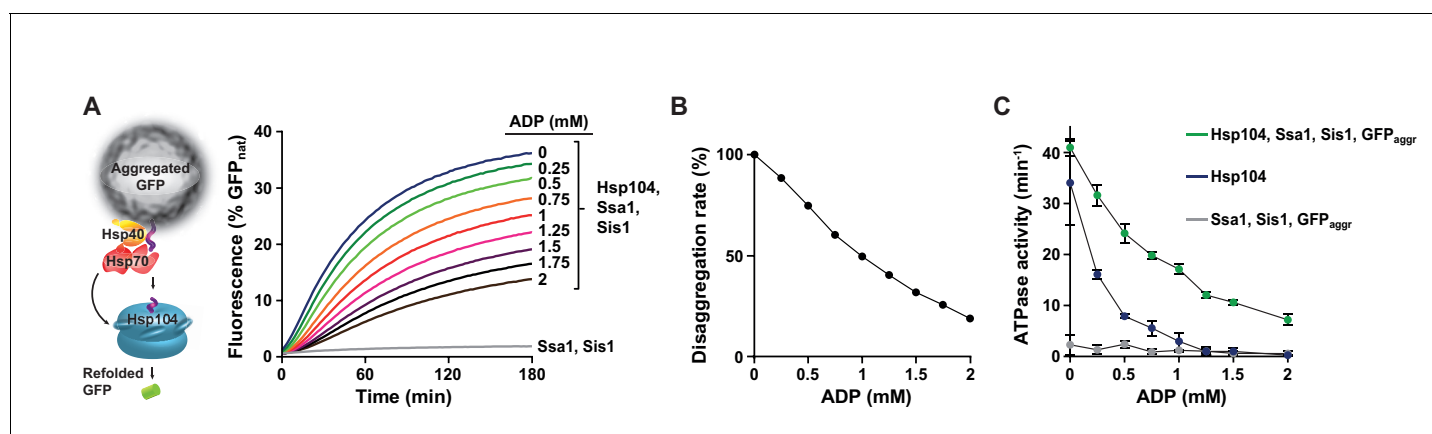 A
Aggregated
GFP
Hsp40
Hsp70
Hsp104
Refolded
GFP
Fluorescence (% GFPnat)
40
30
20
10
0
0
60
120
180
Time (min)
ADP (mM)
0
0.25
0.5
0.75
1
1.25
1.5
1.75
2
Hsp104,
Ssa1,
Sis1
Ssa1, Sis1
B
Disaggregation rate (%)
100
50
0
0
0.5
1
1.5
2
ADP (mM)
C
ATPase activity (min-1)
40
30
20
10
0
0
0.5
1
1.5
2
ADP (mM)
Hsp104, Ssa1, Sis1, GFPaggr
Hsp104
Ssa1, Sis1, GFPaggr